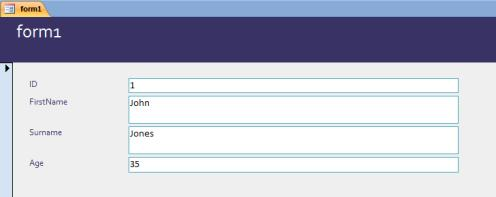 form1
form1
ID 1
FirstName John
Surname Jones
Age 35